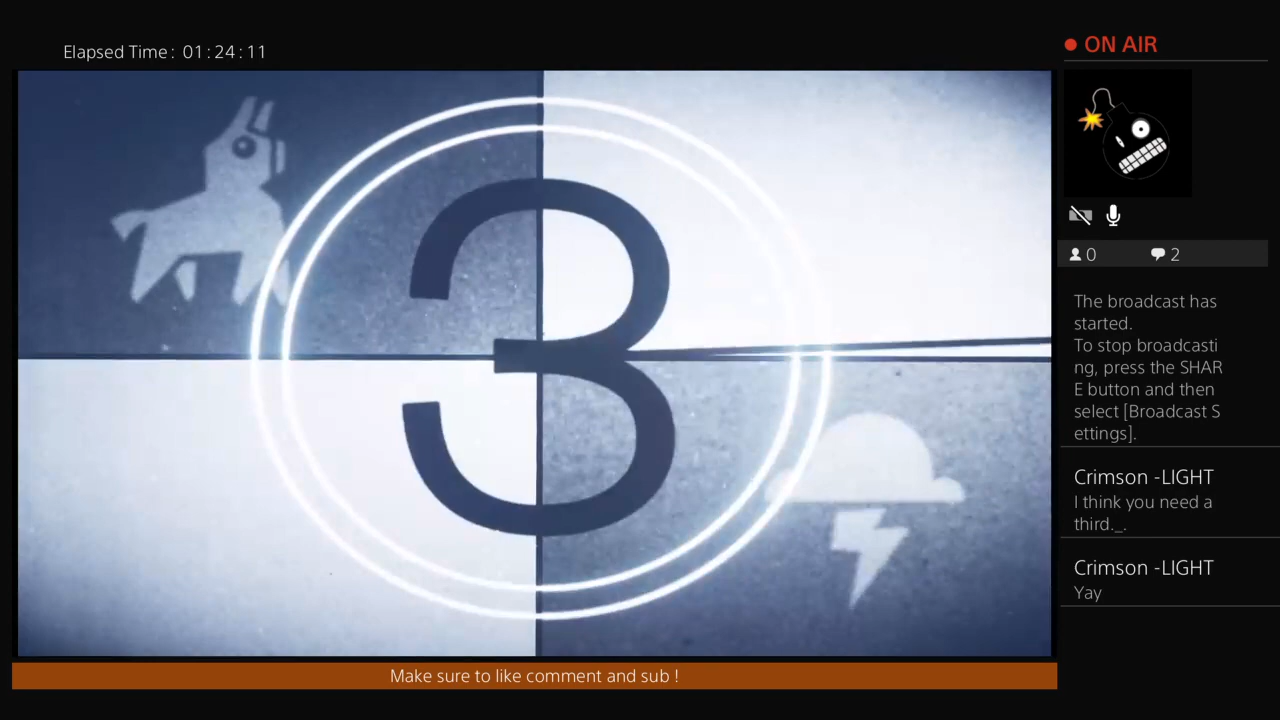 Elapsed Time: 01:24:11
ON AIR
3
0
2
The broadcast has
started.
To stop broadcasti
ng, press the SHAR
E button and then
select [Broadcast S
ettings].
Crimson -LIGHT
I think you need a
third._.
Crimson -LIGHT
Yay
Make sure to like comment and sub !